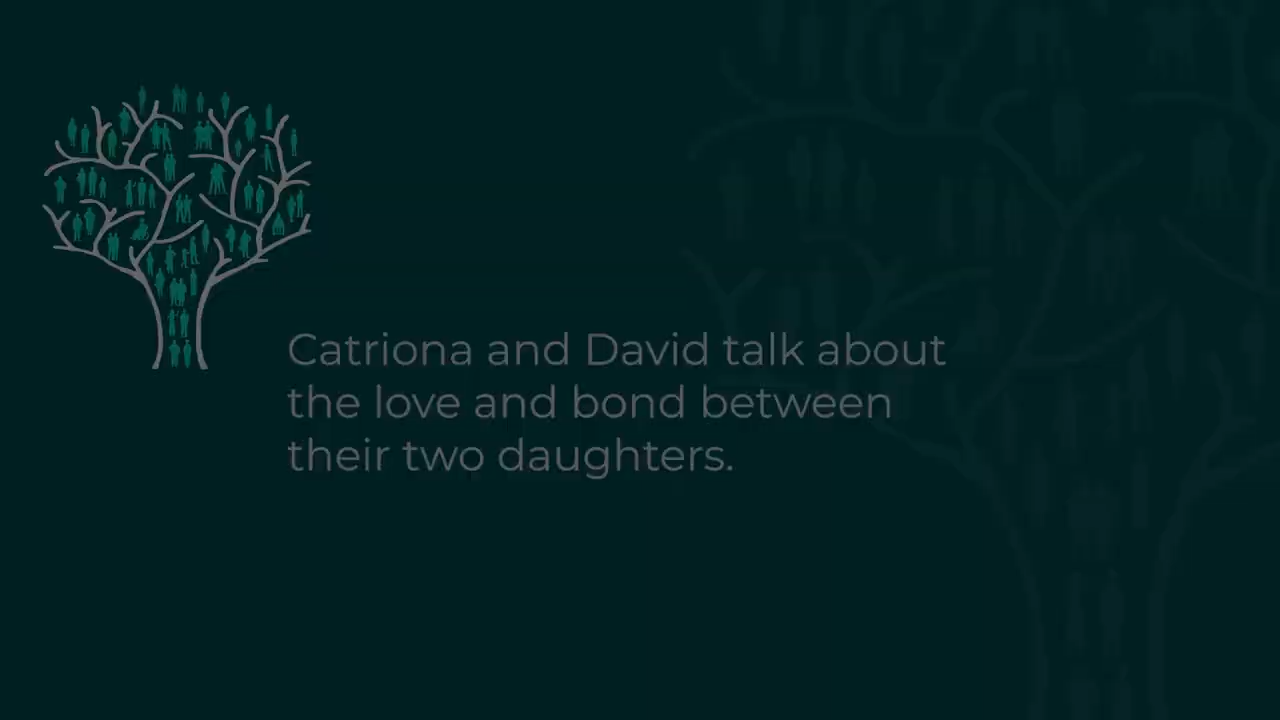 Catriona and David talk about
the love and bond between
their two daughters.